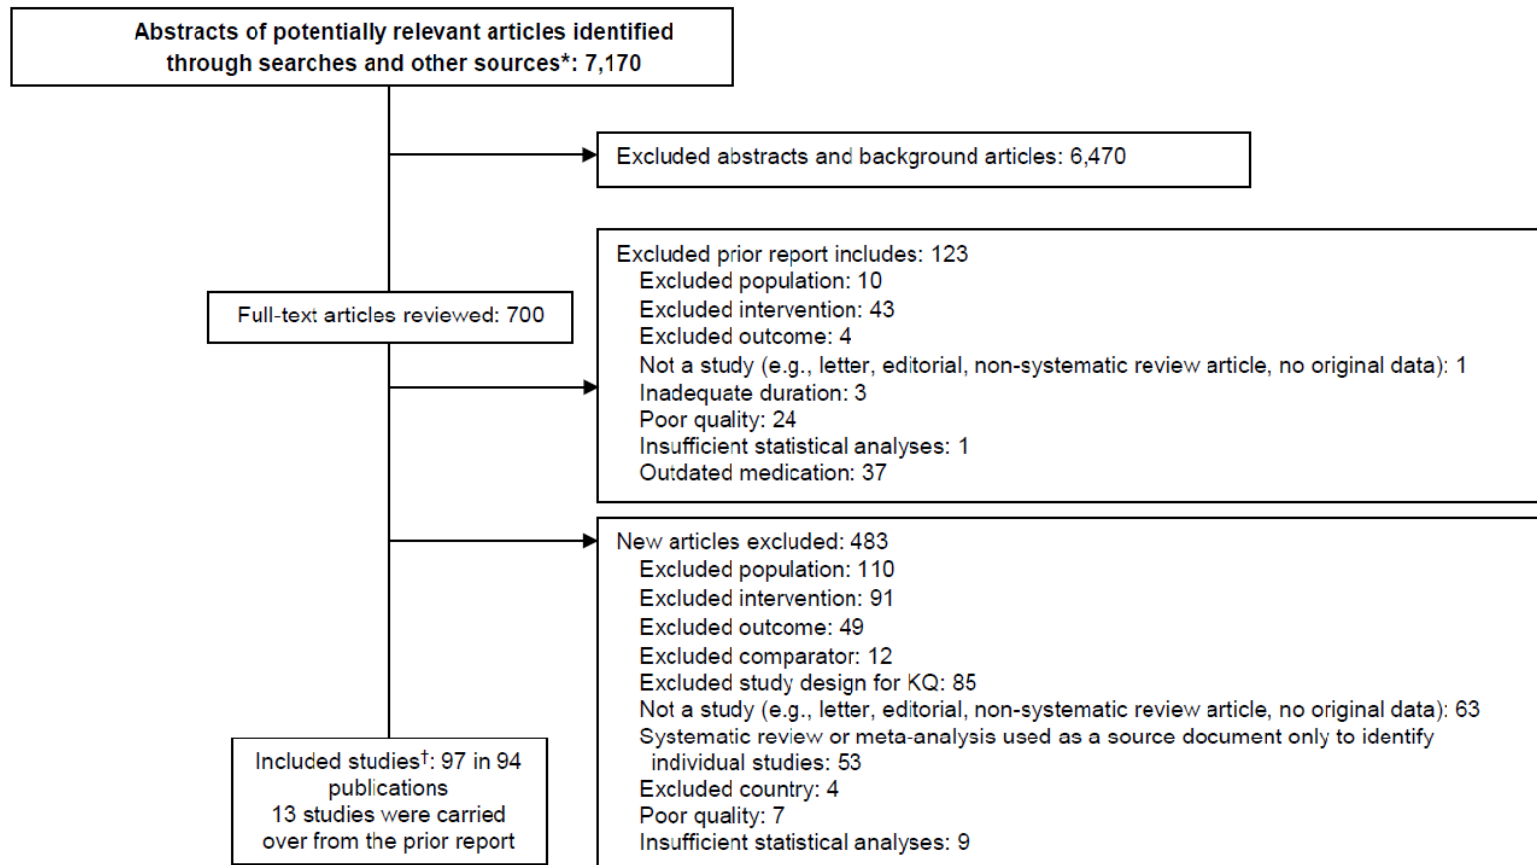 Abstracts of potentially relevant articles identified
through searches and other sources*: 7,170
Excluded abstracts and background articles: 6,470
Full-text articles reviewed: 700
Excluded prior report includes: 123
Excluded population: 10
Excluded intervention: 43
Excluded outcome: 4
Not a study (e.g., letter, editorial, non-systematic review article, no original data): 1
Inadequate duration: 3
Poor quality: 24
Insufficient statistical analyses: 1
Outdated medication: 37
New articles excluded: 483
Excluded population: 110
Excluded intervention: 91
Excluded outcome: 49
Excluded comparator: 12
Excluded study design for KQ: 85
Not a study (e.g., letter, editorial, non-systematic review article, no original data): 63
Systematic review or meta-analysis used as a source document only to identify
individual studies: 53
Excluded country: 4
Poor quality: 7
Insufficient statistical analyses: 9
Included studies†: 97 in 94
publications
13 studies were carried
over from the prior report